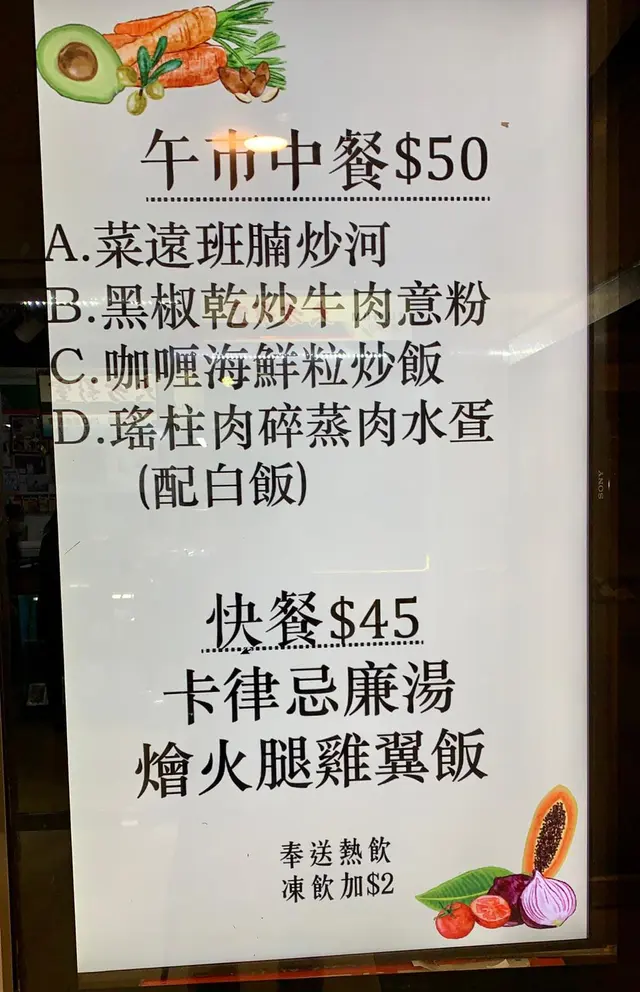 午市中餐$50
A.菜遠班腩炒河
B.黑椒乾炒牛肉意粉
C.咖喱海鮮粒炒飯
D.瑤柱肉碎蒸肉水疍
(配白飯)
快餐$45
卡律忌廉湯
燴火腿雞翼飯
奉送熱飲
凍飲加$2
SONY